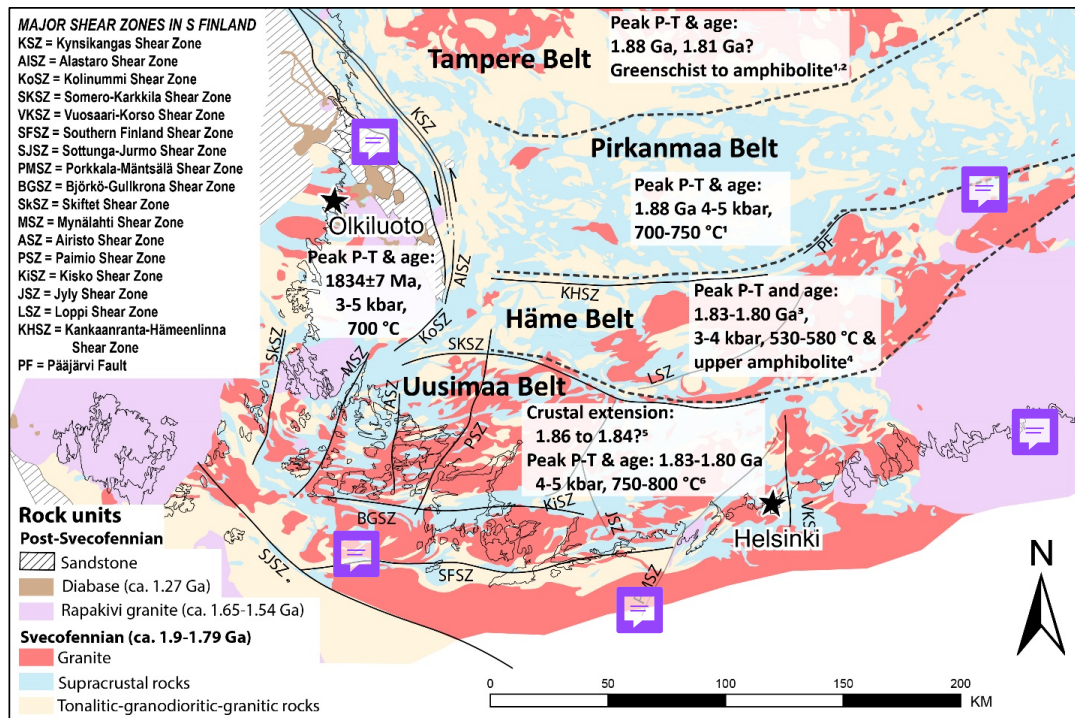 MAJOR SHEAR ZONES IN S FINLAND
KSZ = Kynsikangas Shear Zone
AlSZ = Alastaro Shear Zone
KoSZ = Kolinummi Shear Zone
SKSZ = Somero-Karkkila Shear Zone
VKSZ = Vuosaari-Korso Shear Zone
SFSZ = Southern Finland Shear Zone
SJSZ = Sottunga-Jurmo Shear Zone
PMSZ = Porkkala-Mäntsälä Shear Zone
BGSZ = Björkö-Gullkrona Shear Zone
SkSZ = Skiftet Shear Zone
MSZ = Mynälahti Shear Zone
ASZ = Airisto Shear Zone
PSZ = Paimio Shear Zone
KiSZ = Kisko Shear Zone
JSZ = Jyly Shear Zone
LSZ = Loppi Shear Zone
KHSZ = Kankaanranta-Hämeenlinna
Shear Zone
PF = Pääjärvi Fault
Tampere Belt
Peak P-T & age:
1.88 Ga, 1.81 Ga?
Greenschist to amphibolite¹,²
KSZ
Pirkanmaa Belt
Peak P-T & age:
1.88 Ga 4-5 kbar,
700-750 °C¹
PF
Olkiluoto
Peak P-T & age:
1834±7 Ma,
3-5 kbar,
700 °C
AlSZ
KHSZ
Häme Belt
Peak P-T and age:
1.83-1.80 Ga³,
3-4 kbar, 530-580 °C &
upper amphibolite⁴
KoSZ
SkSZ
MSZ
SKSZ
LSZ
Uusimaa Belt
ASZ
PSZ
Crustal extension:
1.86 to 1.84?⁵
Peak P-T & age: 1.83-1.80 Ga
4-5 kbar, 750-800 °C⁶
KiSZ
BGSZ
JSZ
VKSZ
Helsinki
SJSZ
SFSZ
MSZ
Rock units
Post-Svecofennian
Sandstone
Diabase (ca. 1.27 Ga)
Rapakivi granite (ca. 1.65-1.54 Ga)
Svecofennian (ca. 1.9-1.79 Ga)
Granite
Supracrustal rocks
Tonalitic-granodioritic-granitic rocks
N
0 50 100 200
KM